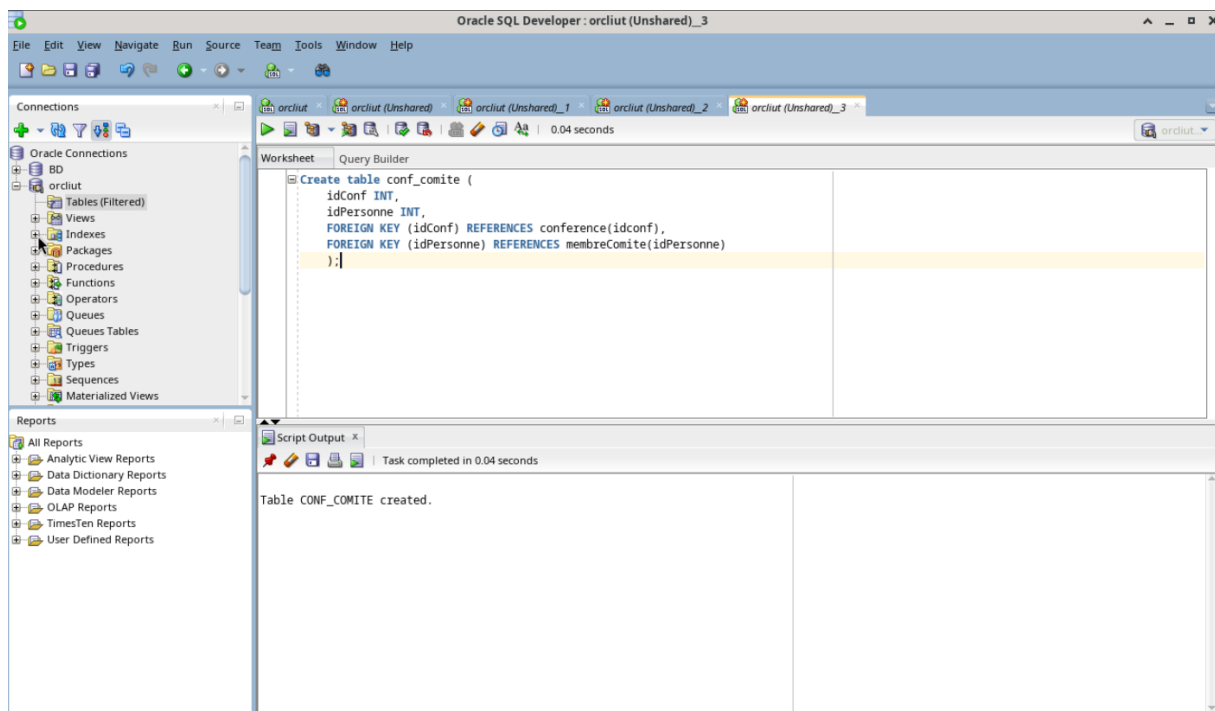 Oracle SQL Developer : orcliut (Unshared)__3
File Edit View Navigate Run Source Team Tools Window Help
Connections
Oracle Connections
BD
orcliut
Tables (Filtered)
Views
Indexes
Packages
Procedures
Functions
Operators
Queues
Queues Tables
Triggers
Types
Sequences
Materialized Views
Reports
All Reports
Analytic View Reports
Data Dictionary Reports
Data Modeler Reports
OLAP Reports
TimesTen Reports
User Defined Reports
orcliut orcliut (Unshared) orcliut (Unshared)_1 orcliut (Unshared)_2 orcliut (Unshared)__3
0.04 seconds
orcliut...
Worksheet Query Builder
Create table conf_comite (
idConf INT,
idPersonne INT,
FOREIGN KEY (idConf) REFERENCES conference(idconf),
FOREIGN KEY (idPersonne) REFERENCES membreComite(idPersonne)
);
Script Output x
Task completed in 0.04 seconds
Table CONF_COMITE created.